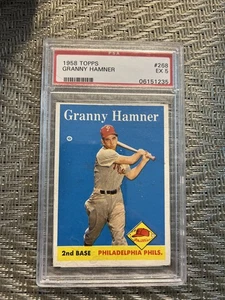 1958 TOPPS #268
GRANNY HAMNER EX 5
06151235
Granny Hamner
2nd BASE PHILADELPHIA PHILS.